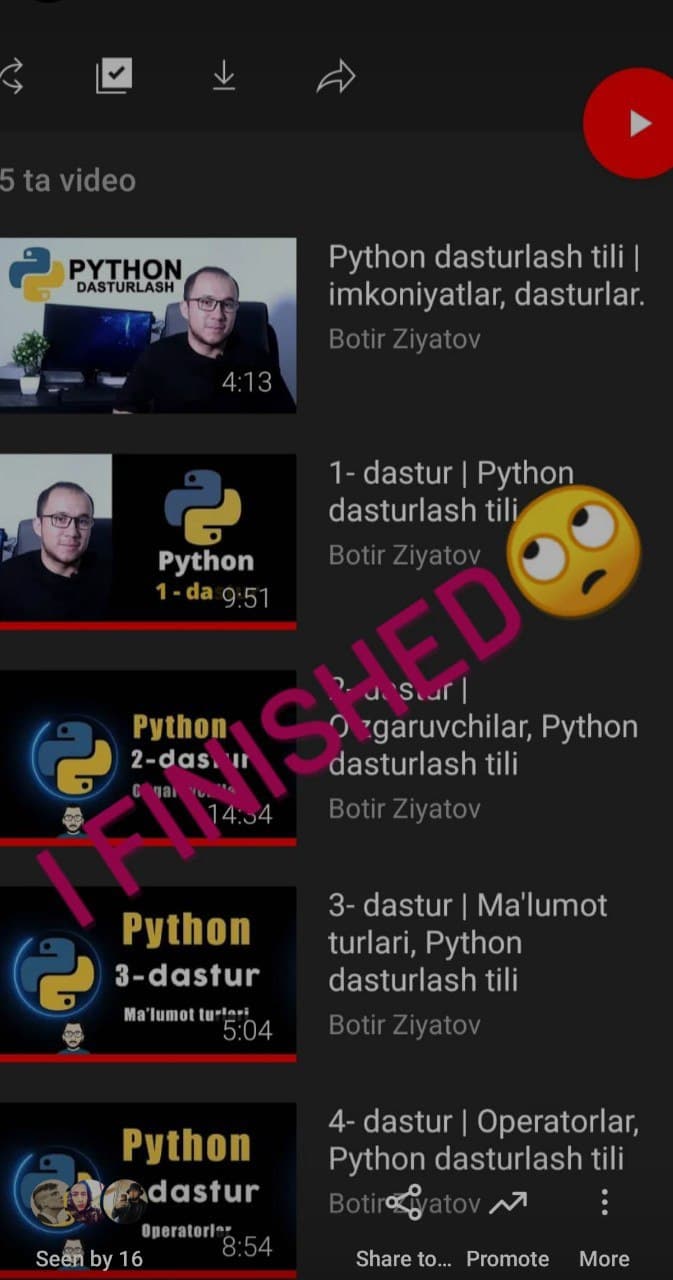 5 ta video
PYTHON
DASTURLASH
4:13
Python dasturlash tili |
imkoniyatlar, dasturlar.
Botir Ziyatov
Python
1 - da
9:51
1- dastur | Python
dasturlash tili
Botir Ziyatov
I FINISHED
Python
2-dastur
14:34
2- dastur |
O'zgaruvchilar, Python
dasturlash tili
Botir Ziyatov
Python
3-dastur
Ma'lumot turlari
5:04
3- dastur | Ma'lumot
turlari, Python
dasturlash tili
Botir Ziyatov
Python
dastur
Operatorlar
8:54
4- dastur | Operatorlar,
Python dasturlash tili
Botir Ziyatov
Seen by 16
Share to...
Promote
More